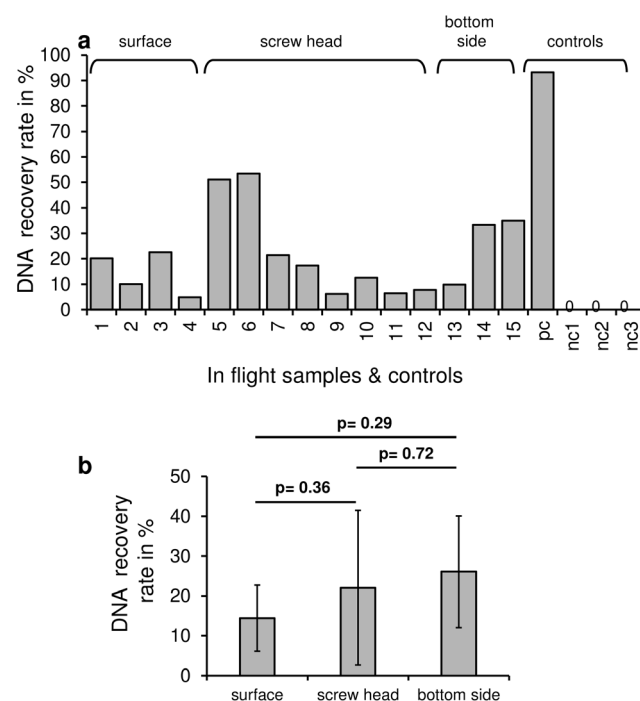 a
surface
screw head
bottom
side
controls
DNA recovery rate in %
100
90
80
70
60
50
40
30
20
10
0
0 0 0
1 2 3 4 5 6 7 8 9 10 11 12 13 14 15 pc nc1 nc2 nc3
In flight samples & controls
b
p= 0.29
p= 0.72
p= 0.36
DNA recovery
rate in %
50
40
30
20
10
0
surface screw head bottom side